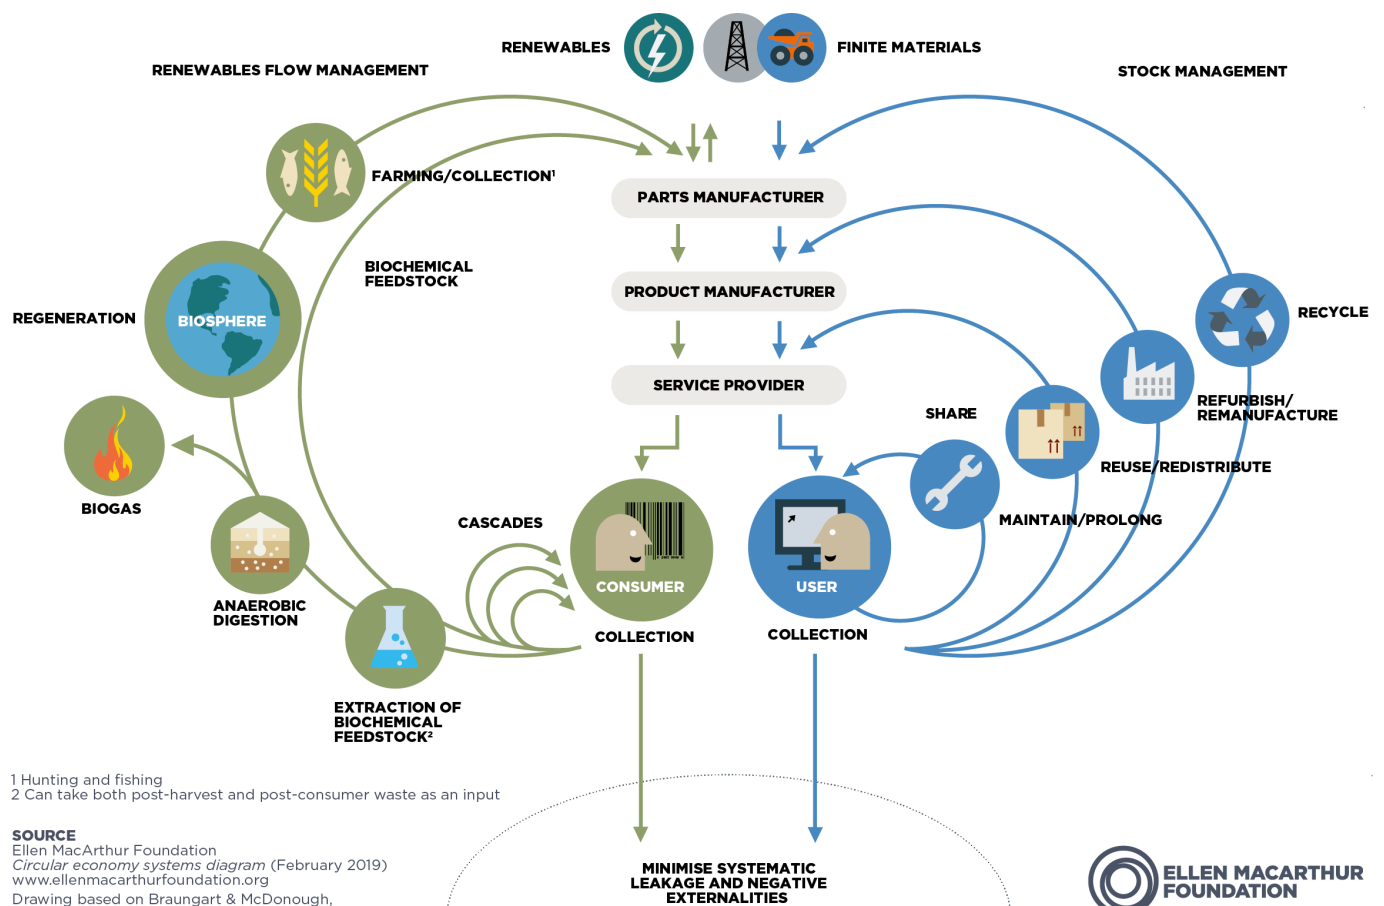 RENEWABLES
FINITE MATERIALS
RENEWABLES FLOW MANAGEMENT
STOCK MANAGEMENT
FARMING/COLLECTION¹
PARTS MANUFACTURER
BIOCHEMICAL
FEEDSTOCK
PRODUCT MANUFACTURER
REGENERATION
BIOSPHERE
RECYCLE
SERVICE PROVIDER
SHARE
REFURBISH/
REMANUFACTURE
REUSE/REDISTRIBUTE
BIOGAS
CASCADES
MAINTAIN/PROLONG
CONSUMER
USER
ANAEROBIC
DIGESTION
COLLECTION
COLLECTION
EXTRACTION OF
BIOCHEMICAL
FEEDSTOCK²
1 Hunting and fishing
2 Can take both post-harvest and post-consumer waste as an input
SOURCE
Ellen MacArthur Foundation
Circular economy systems diagram (February 2019)
www.ellenmacarthurfoundation.org
Drawing based on Braungart & McDonough,
MINIMISE SYSTEMATIC
LEAKAGE AND NEGATIVE
EXTERNALITIES
ELLEN MACARTHUR
FOUNDATION